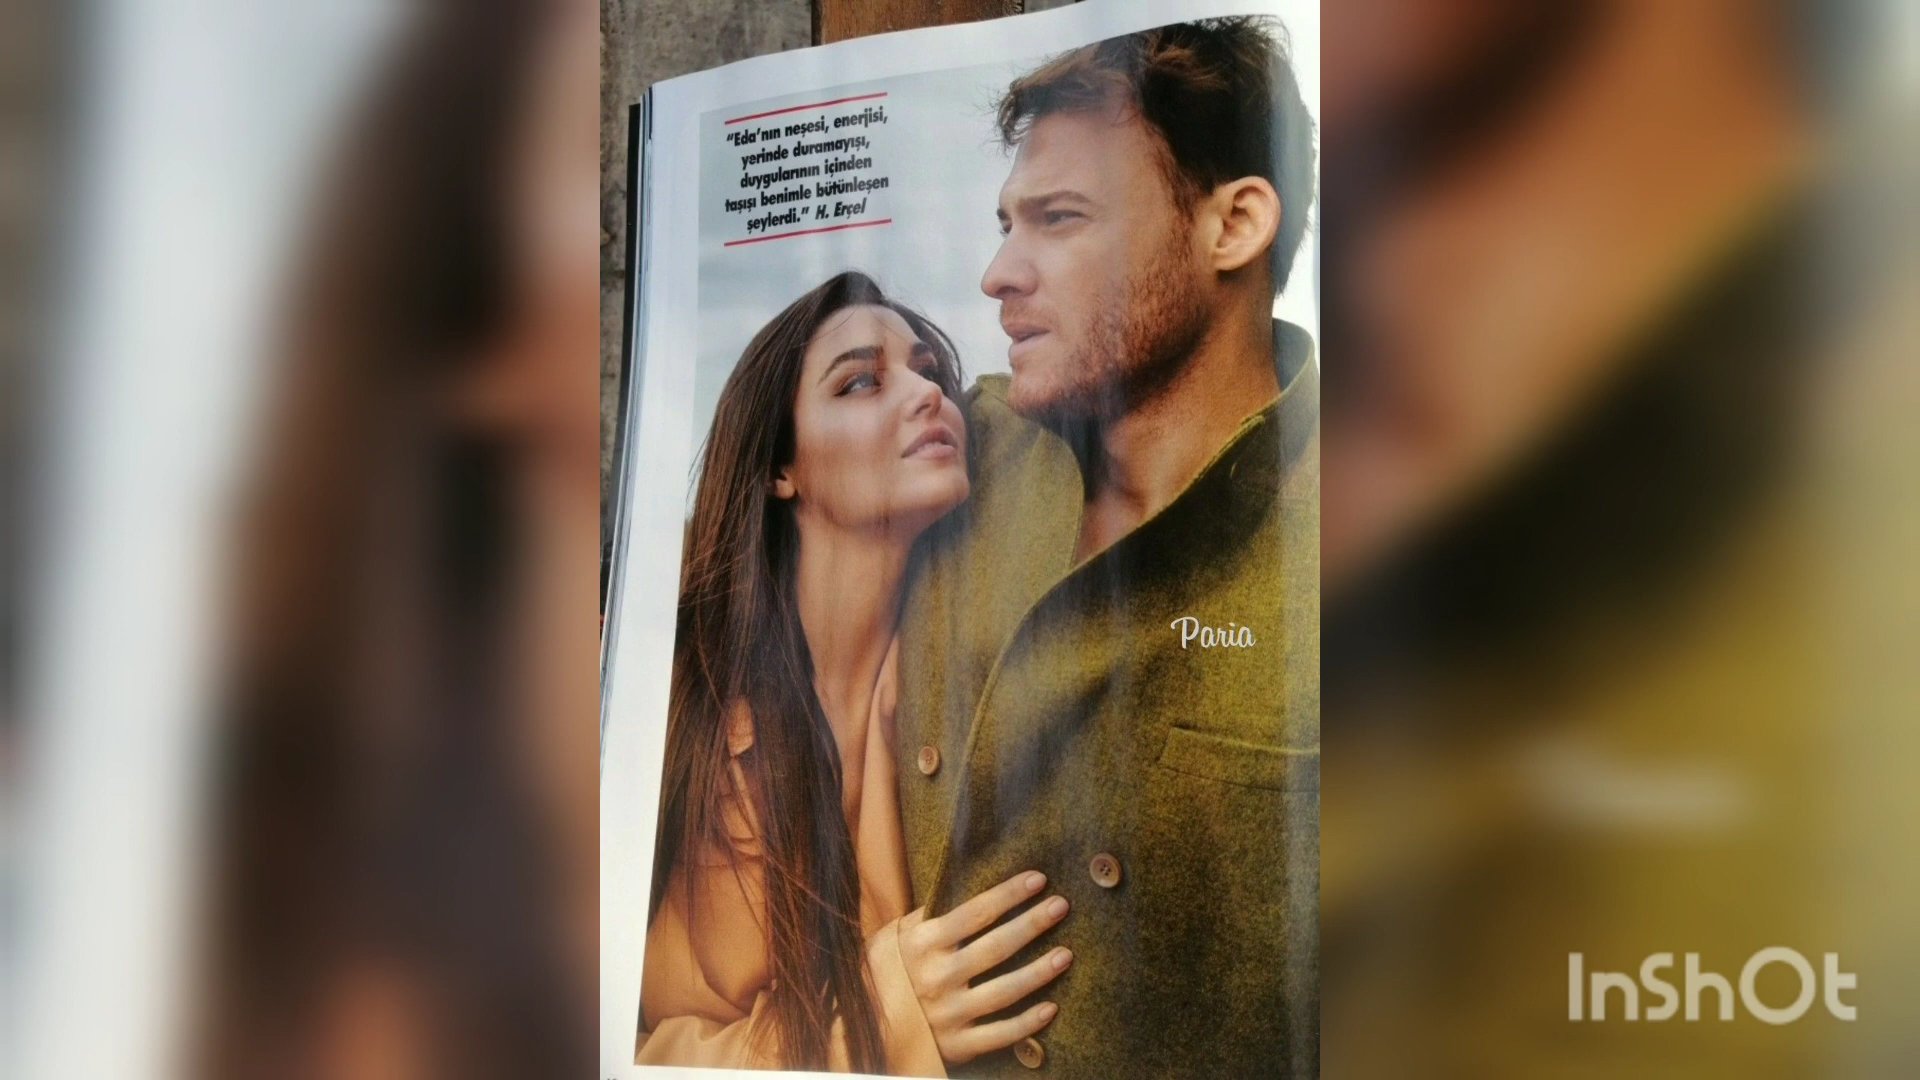 “Eda’nın neşesi, enerjisi,
yerinde duramayışı,
duygularının içinden
taşışı benimle bütünleşen
şeylerdi.” H. Erçel
Paria
InShOt